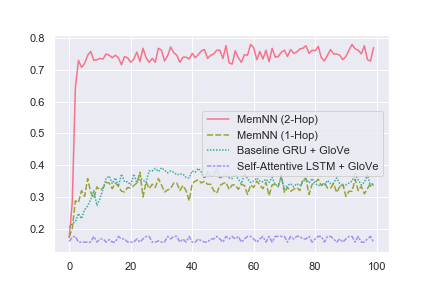 0.8
0.7
0.6
0.5
0.4
0.3
0.2
MemNN (2-Hop)
MemNN (1-Hop)
Baseline GRU + GloVe
Self-Attentive LSTM + GloVe
0 20 40 60 80 100